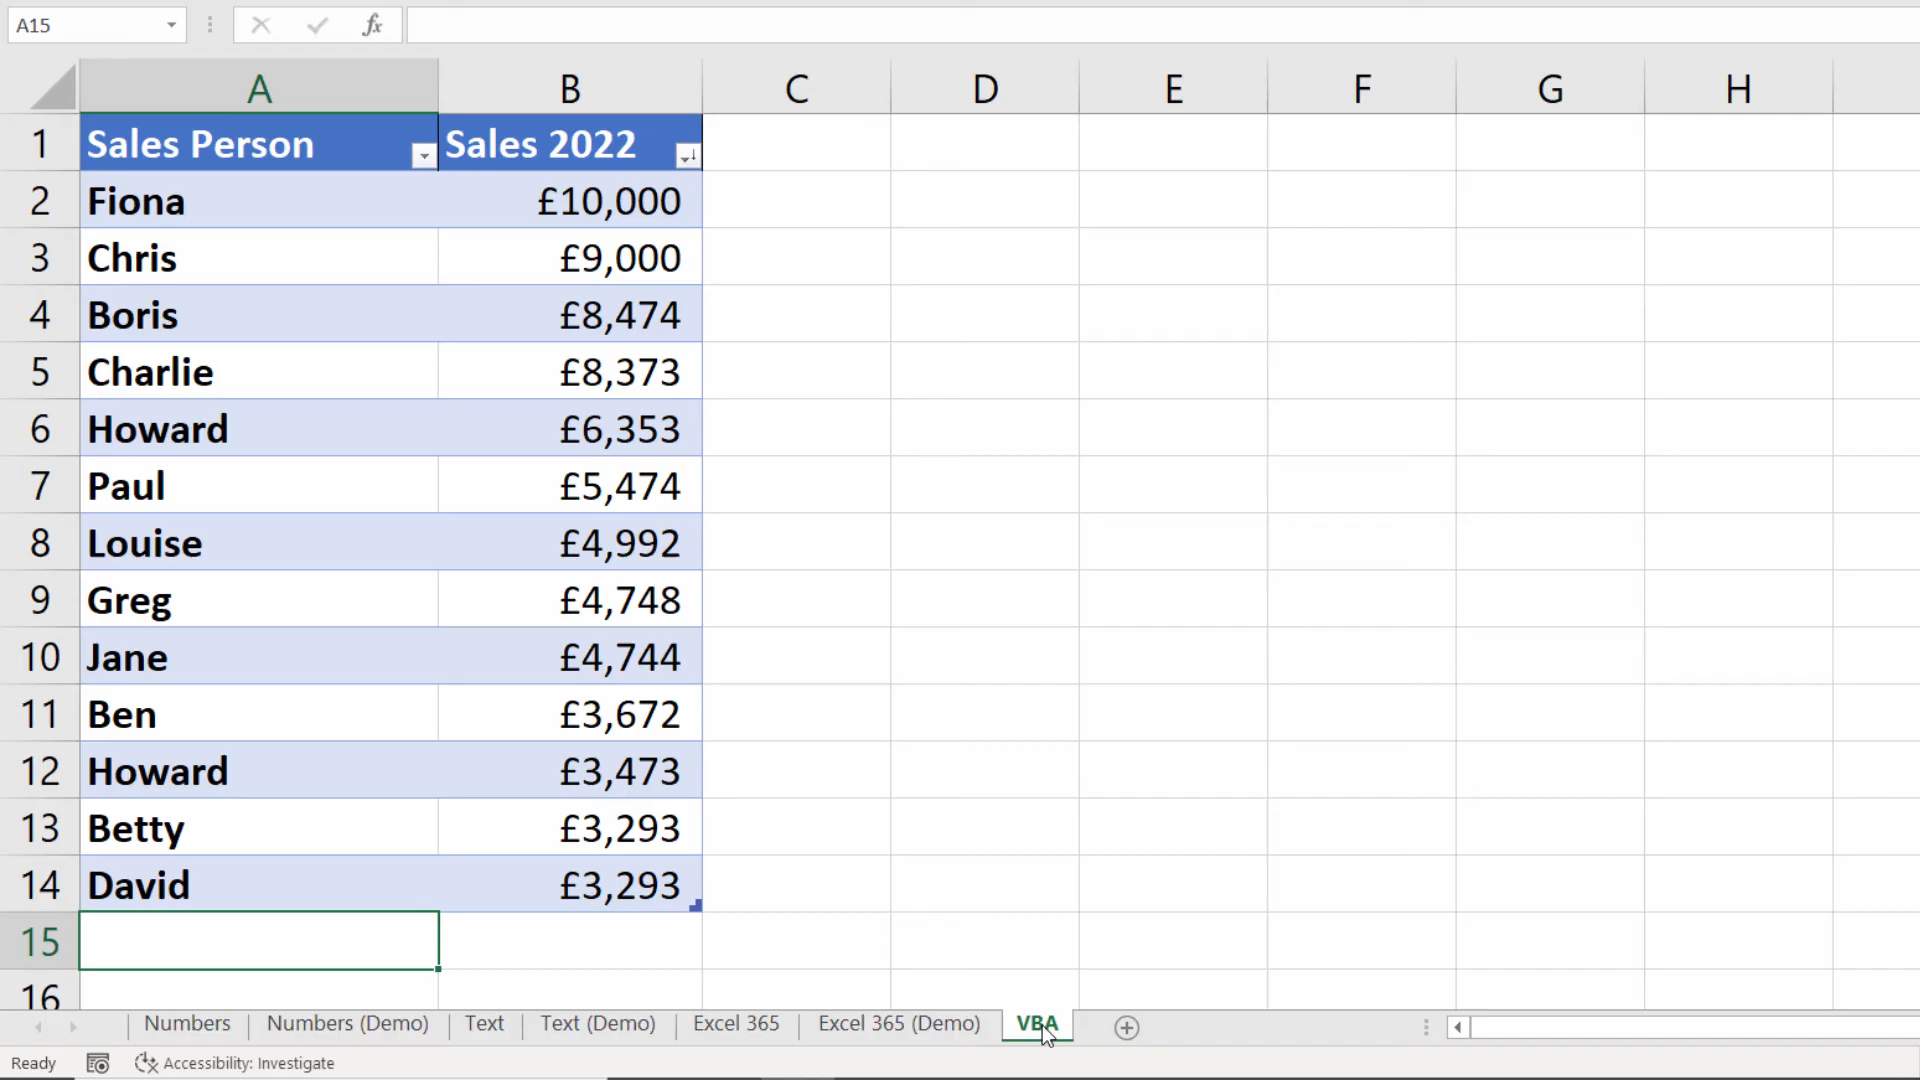 A15 fx
A B C D E F G H
1 Sales Person Sales 2022
2 Fiona £10,000
3 Chris £9,000
4 Boris £8,474
5 Charlie £8,373
6 Howard £6,353
7 Paul £5,474
8 Louise £4,992
9 Greg £4,748
10 Jane £4,744
11 Ben £3,672
12 Howard £3,473
13 Betty £3,293
14 David £3,293
15
16
Numbers Numbers (Demo) Text Text (Demo) Excel 365 Excel 365 (Demo) VBA
Ready Accessibility: Investigate